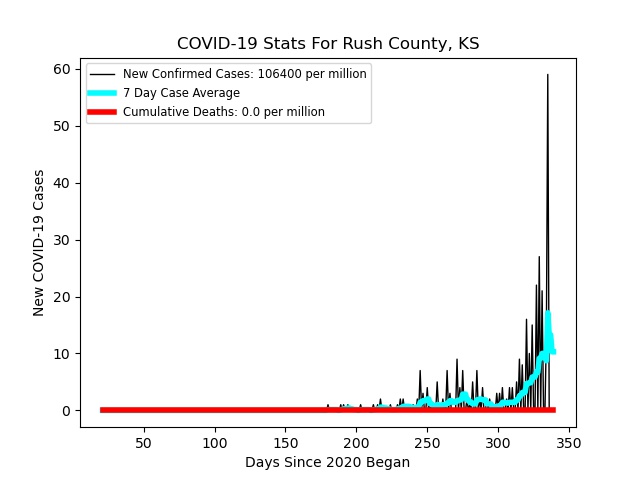 COVID-19 Stats For Rush County, KS
New Confirmed Cases: 106400 per million
7 Day Case Average
Cumulative Deaths: 0.0 per million
New COVID-19 Cases
60
50
40
30
20
10
0
50 100 150 200 250 300 350
Days Since 2020 Began